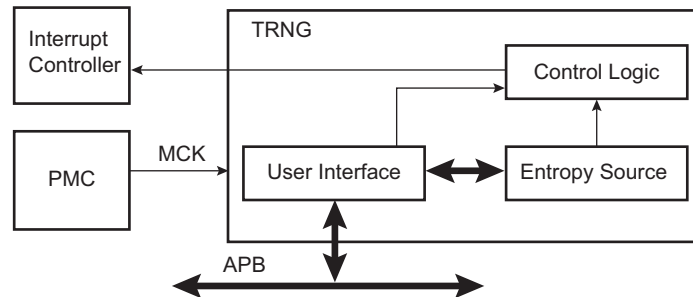 Interrupt
Controller
TRNG
Control Logic
MCK
PMC
User Interface
Entropy Source
APB